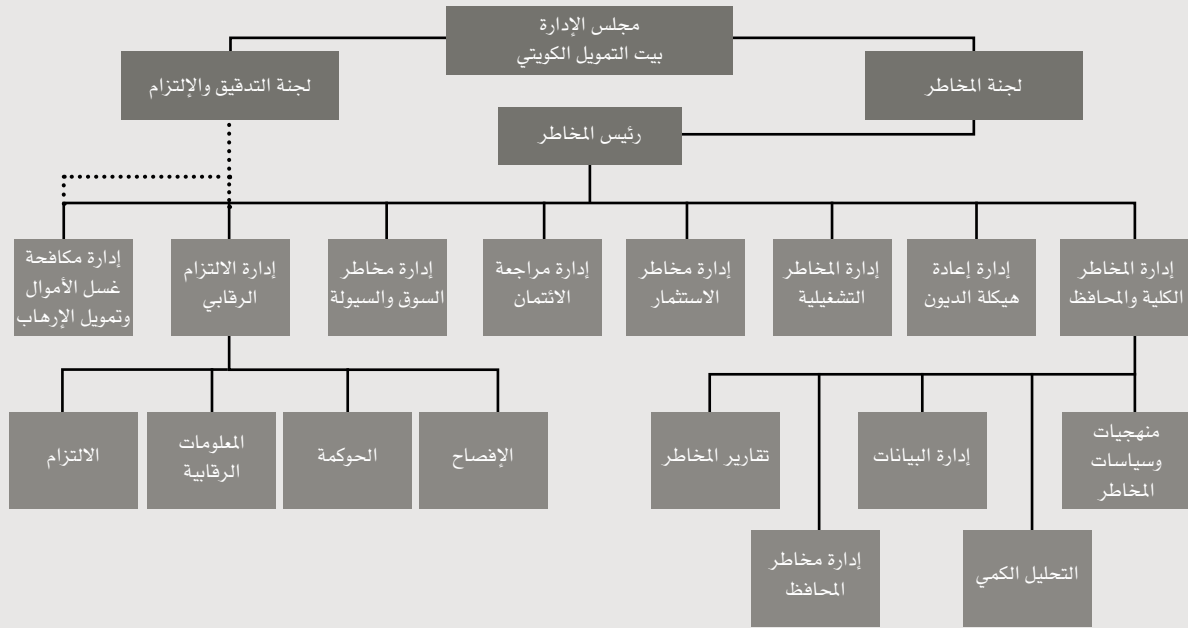 مجلس الإدارة
بيت التمويل الكويتي
لجنة المخاطر
لجنة التدقيق والإلتزام
رئيس المخاطر
إدارة المخاطر
الكلية والمحافظ
إدارة إعادة
هيكلة الديون
إدارة المخاطر
التشغيلية
إدارة مخاطر
الاستثمار
إدارة مراجعة
الائتمان
إدارة مخاطر
السوق والسيولة
إدارة الالتزام
الرقابي
إدارة مكافحة
غسل الأموال
وتمويل الإرهاب
منهجيات
وسياسات
المخاطر
إدارة البيانات
تقارير المخاطر
الإفصاح
الحوكمة
المعلومات
الرقابية
الالتزام
التحليل الكمي
إدارة مخاطر
المحافظ